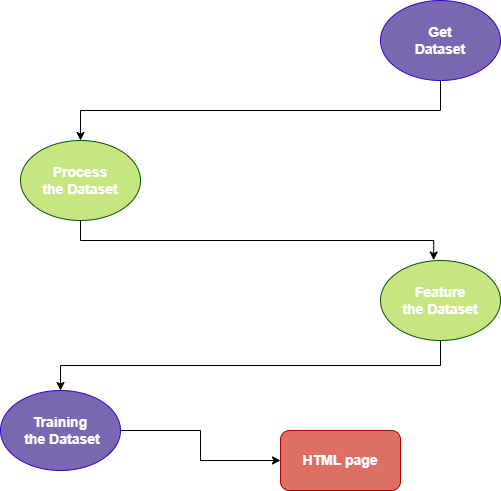 Get
Dataset
Process
the Dataset
Feature
the Dataset
Training
the Dataset
HTML page